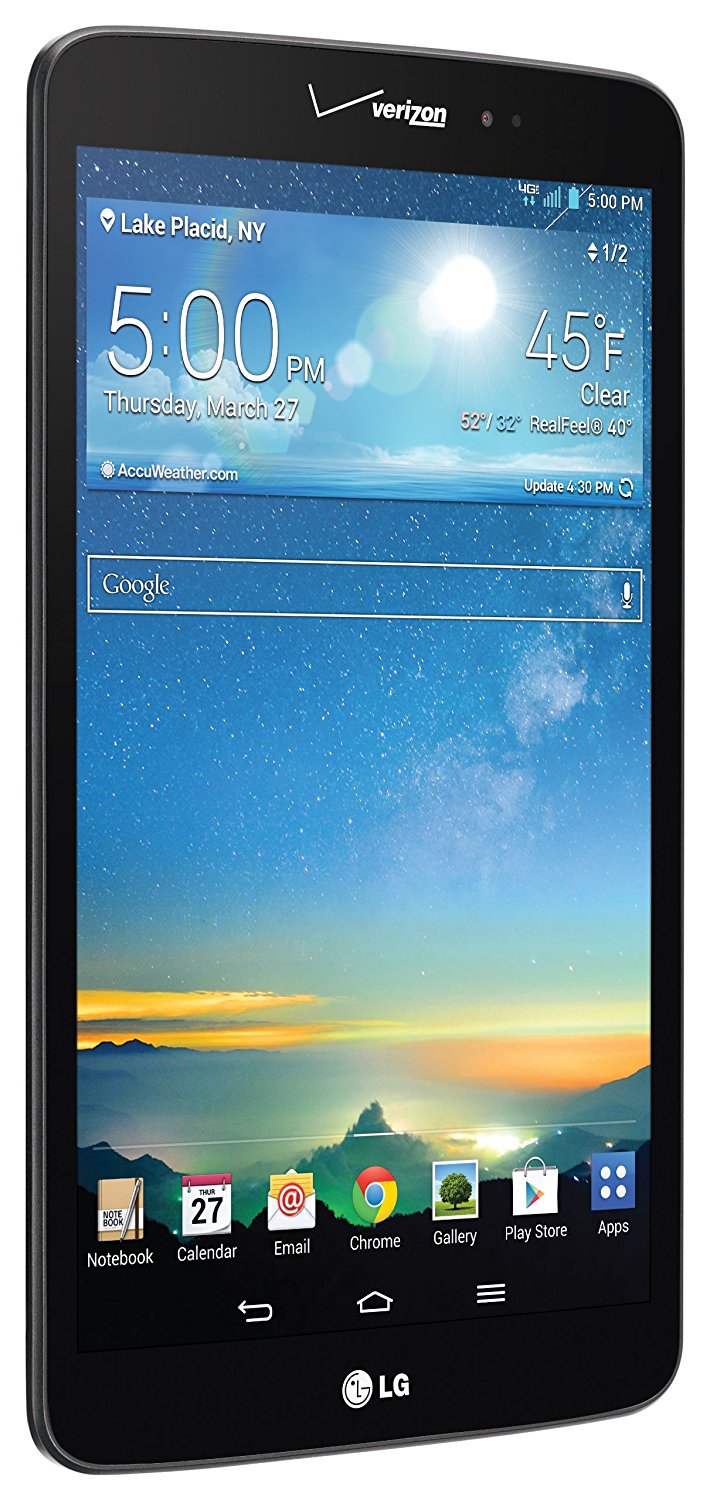 verizon
4G LTE 5:00 PM
Lake Placid, NY
1/2
5:00 PM
45°F
Thursday, March 27
Clear
52°/ 32° RealFeel® 40°
AccuWeather.com
Update 4:30 PM
Google
NOTE
BOOK
THUR
27
@
Notebook
Calendar
Email
Chrome
Gallery
Play Store
Apps
LG